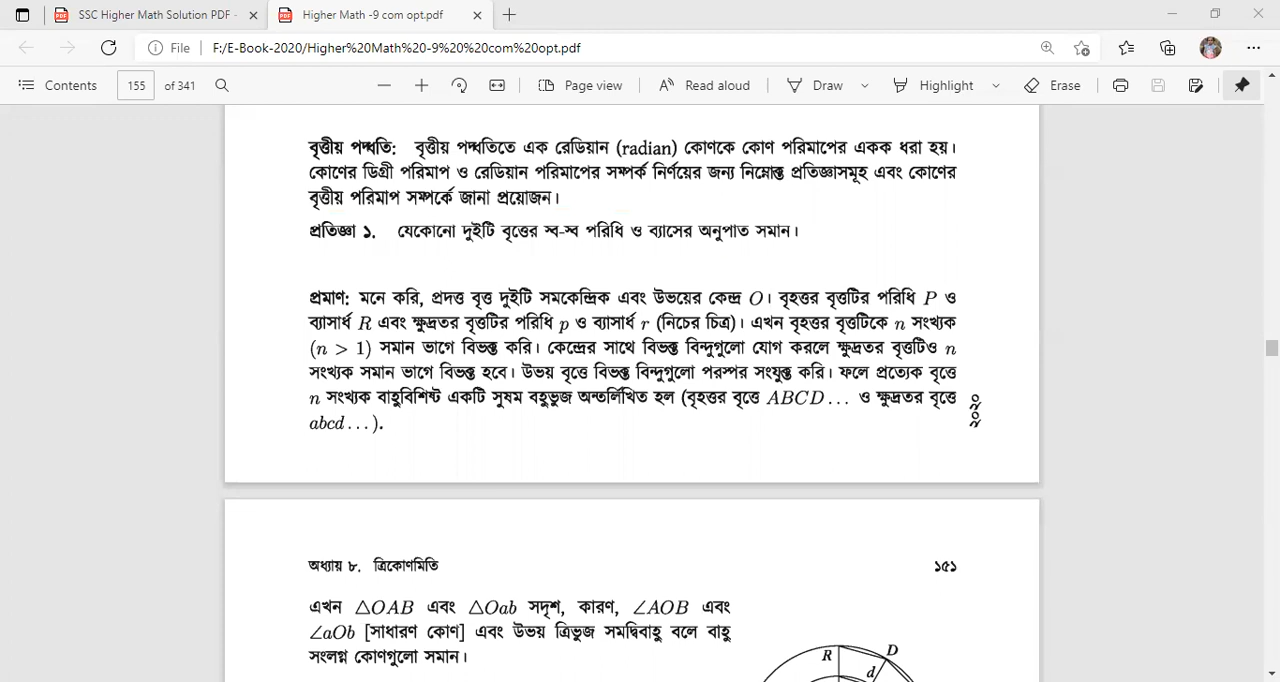 SSC Higher Math Solution PDF -
Higher Math -9 com opt.pdf
File
F:/E-Book-2020/Higher%20Math%20-9%20%20com%20opt.pdf
Contents
155 of 341
Page view
Read aloud
Draw
Highlight
Erase
বৃত্তীয় পদ্ধতি: বৃত্তীয় পদ্ধতিতে এক রেডিয়ান (radian) কোণকে কোণ পরিমাপের একক ধরা হয়।
কোণের ডিগ্রী পরিমাপ ও রেডিয়ান পরিমাপের সম্পর্ক নির্ণয়ের জন্য নিম্নোক্ত প্রতিজ্ঞাসমূহ এবং কোণের
বৃত্তীয় পরিমাপ সম্পর্কে জানা প্রয়োজন।
প্রতিজ্ঞা ১. যেকোনো দুইটি বৃত্তের স্ব-স্ব পরিধি ও ব্যাসের অনুপাত সমান।
প্রমাণ: মনে করি, প্রদত্ত বৃত্ত দুইটি সমকেন্দ্রিক এবং উভয়ের কেন্দ্র O। বৃহত্তর বৃত্তটির পরিধি P ও
ব্যাসার্ধ R এবং ক্ষুদ্রতর বৃত্তটির পরিধি p ও ব্যাসার্ধ r (নিচের চিত্র)। এখন বৃহত্তর বৃত্তটিকে n সংখ্যক
(n > 1) সমান ভাগে বিভক্ত করি। কেন্দ্রের সাথে বিভক্ত বিন্দুগুলো যোগ করলে ক্ষুদ্রতর বৃত্তটিও n
সংখ্যক সমান ভাগে বিভক্ত হবে। উভয় বৃত্তে বিভক্ত বিন্দুগুলো পরস্পর সংযুক্ত করি। ফলে প্রত্যেক বৃত্তে
n সংখ্যক বাহুবিশিষ্ট একটি সুষম বহুভুজ অন্তর্লিখিত হল (বৃহত্তর বৃত্তে ABCD... ও ক্ষুদ্রতর বৃত্তে
abcd...).
২০২০
অধ্যায় ৮. ত্রিকোণমিতি
১৫১
এখন △OAB এবং △Oab সদৃশ, কারণ, ∠AOB এবং
∠aOb [সাধারণ কোণ] এবং উভয় ত্রিভুজ সমদ্বিবাহু বলে বাহু
সংলগ্ন কোণগুলো সমান।
R
D
d